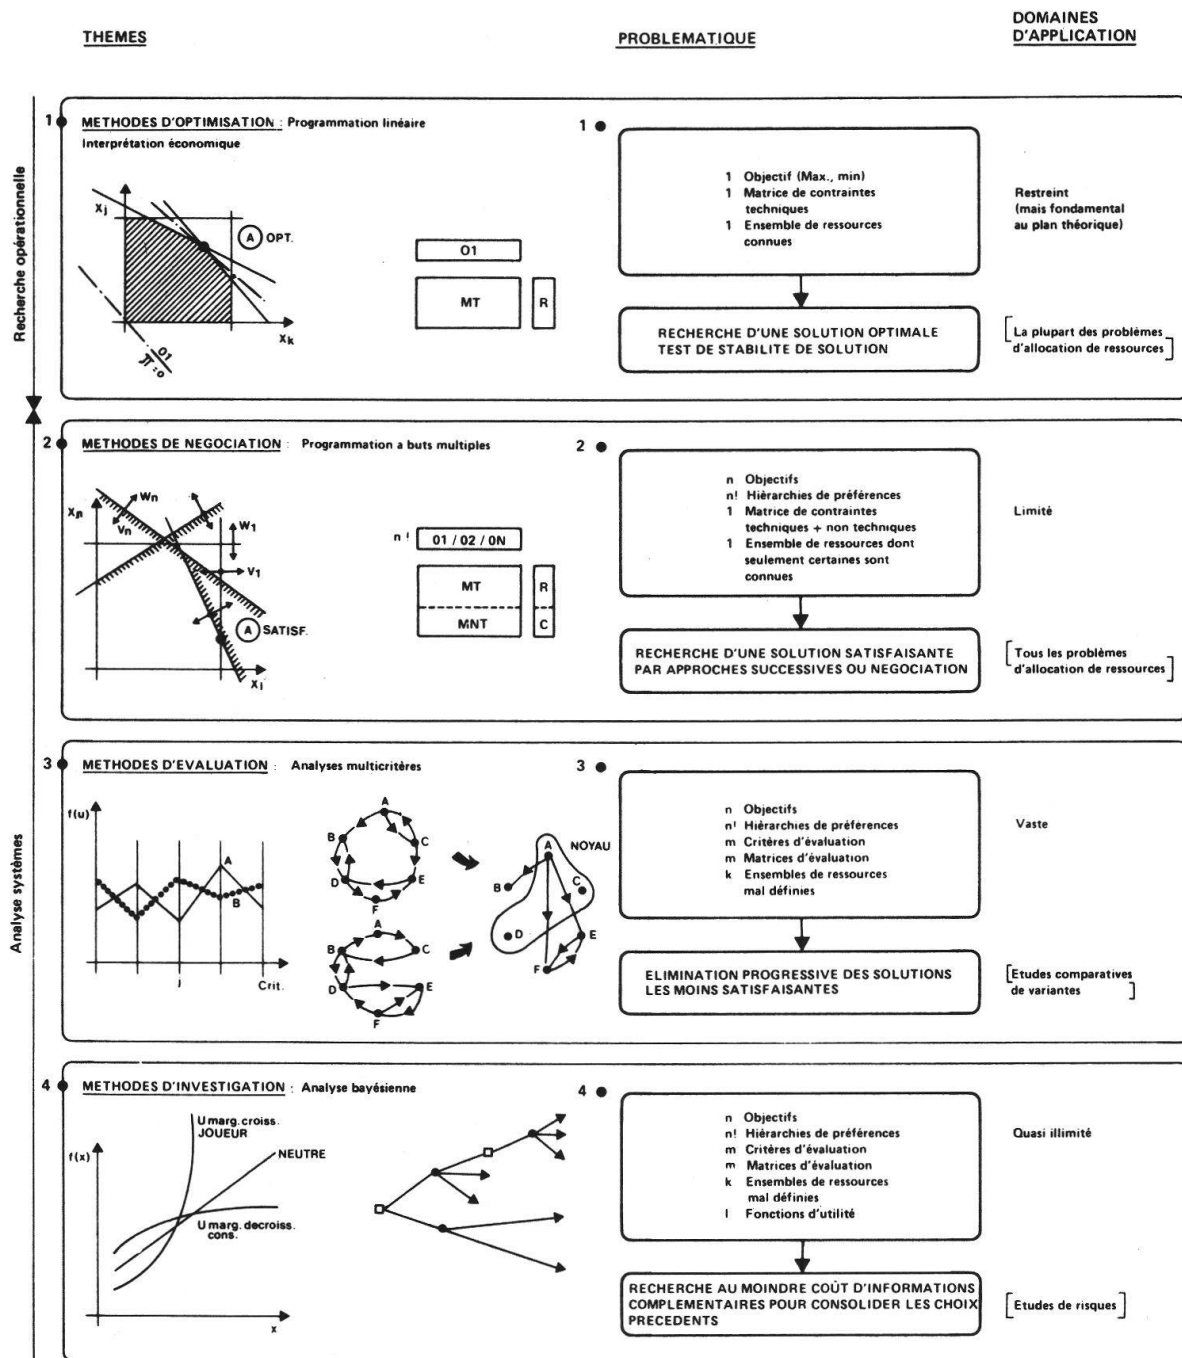 THEMES
PROBLEMATIQUE
DOMAINES
D'APPLICATION
Recherche opérationnelle
Analyse systèmes
1
METHODES D'OPTIMISATION : Programmation linéaire
Interprétation économique
Xj
A OPT.
Xk
01
π=0
O1
MT
R
1
1 Objectif (Max., min)
1 Matrice de contraintes
techniques
1 Ensemble de ressources
connues
RECHERCHE D'UNE SOLUTION OPTIMALE
TEST DE STABILITE DE SOLUTION
Restreint
(mais fondamental
au plan théorique)
[La plupart des problèmes
d'allocation de ressources]
2
METHODES DE NEGOCIATION : Programmation a buts multiples
Xn
Wn
Vn
W1
V1
A SATISF.
Xi
n !
01 / 02 / 0N
MT
R
MNT
C
2
n Objectifs
n! Hièrarchies de préférences
1 Matrice de contraintes
techniques + non techniques
1 Ensemble de ressources dont
seulement certaines sont
connues
RECHERCHE D'UNE SOLUTION SATISFAISANTE
PAR APPROCHES SUCCESSIVES OU NEGOCIATION
Limité
[Tous les problèmes
d'allocation de ressources]
3
METHODES D'EVALUATION : Analyses multicritères
f(u)
A
B
j
Crit.
A
B
C
D
E
F
A
B
C
D
E
F
A
NOYAU
B
C
D
E
F
3
n Objectifs
n! Hièrarchies de préférences
m Critères d'évaluation
m Matrices d'évaluation
k Ensembles de ressources
mal définies
ELIMINATION PROGRESSIVE DES SOLUTIONS
LES MOINS SATISFAISANTES
Vaste
[Etudes comparatives
de variantes]
4
METHODES D'INVESTIGATION : Analyse bayésienne
f(x)
U marg. croiss.
JOUEUR
NEUTRE
U marg. decroiss.
cons.
x
4
n Objectifs
n! Hièrarchies de préférences
m Critères d'évaluation
m Matrices d'évaluation
k Ensembles de ressources
mal définies
l Fonctions d'utilité
RECHERCHE AU MOINDRE COÛT D'INFORMATIONS
COMPLEMENTAIRES POUR CONSOLIDER LES CHOIX
PRECEDENTS
Quasi illimité
[Etudes de risques]